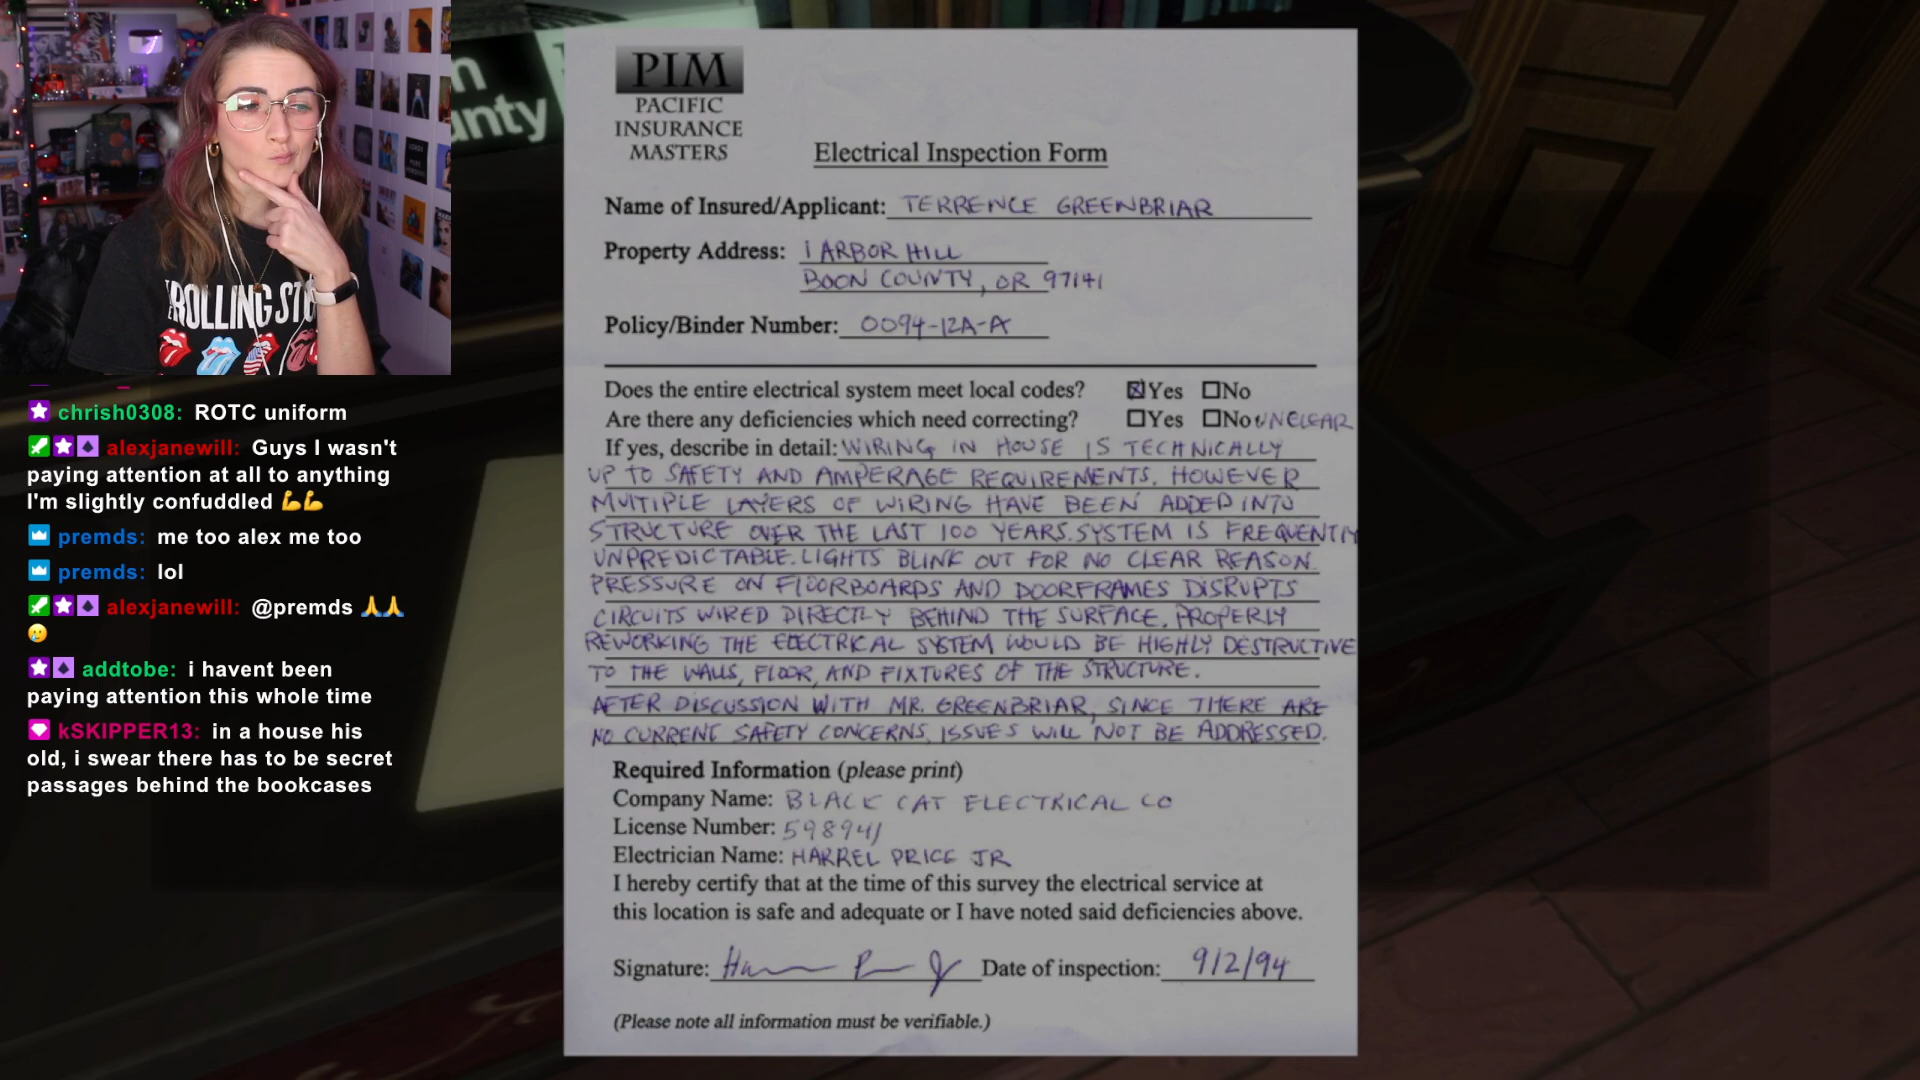 n
unty
THE ROLLING STO
chrish0308: ROTC uniform
alexjanewill: Guys I wasn't
paying attention at all to anything
I'm slightly confuddled 💪💪
premds: me too alex me too
premds: lol
alexjanewill: @premds 🙏🙏
🥲
addtobe: i havent been
paying attention this whole time
kSKIPPER13: in a house his
old, i swear there has to be secret
passages behind the bookcases
PIM
PACIFIC
INSURANCE
MASTERS
Electrical Inspection Form
Name of Insured/Applicant: TERRENCE GREENBRIAR
Property Address: 1 ARBOR HILL
BOON COUNTY, OR 97141
Policy/Binder Number: 0094-12A-A
Does the entire electrical system meet local codes? ☒Yes ☐No
Are there any deficiencies which need correcting? ☐Yes ☐No UNCLEAR
If yes, describe in detail: WIRING IN HOUSE IS TECHNICALLY
UP TO SAFETY AND AMPERAGE REQUIREMENTS. HOWEVER
MULTIPLE LAYERS OF WIRING HAVE BEEN ADDED INTO
STRUCTURE OVER THE LAST 100 YEARS. SYSTEM IS FREQUENTLY
UNPREDICTABLE. LIGHTS BLINK OUT FOR NO CLEAR REASON.
PRESSURE ON FLOORBOARDS AND DOORFRAMES DISRUPTS
CIRCUITS WIRED DIRECTLY BEHIND THE SURFACE. PROPERLY
REWORKING THE ELECTRICAL SYSTEM WOULD BE HIGHLY DESTRUCTIVE
TO THE WALLS, FLOOR, AND FIXTURES OF THE STRUCTURE.
AFTER DISCUSSION WITH MR. GREENBRIAR, SINCE THERE ARE
NO CURRENT SAFETY CONCERNS, ISSUES WILL NOT BE ADDRESSED.
Required Information (please print)
Company Name: BLACK CAT ELECTRICAL CO
License Number: 598941
Electrician Name: HARREL PRICE JR
I hereby certify that at the time of this survey the electrical service at
this location is safe and adequate or I have noted said deficiencies above.
Signature: Date of inspection: 9/2/94
(Please note all information must be verifiable.)